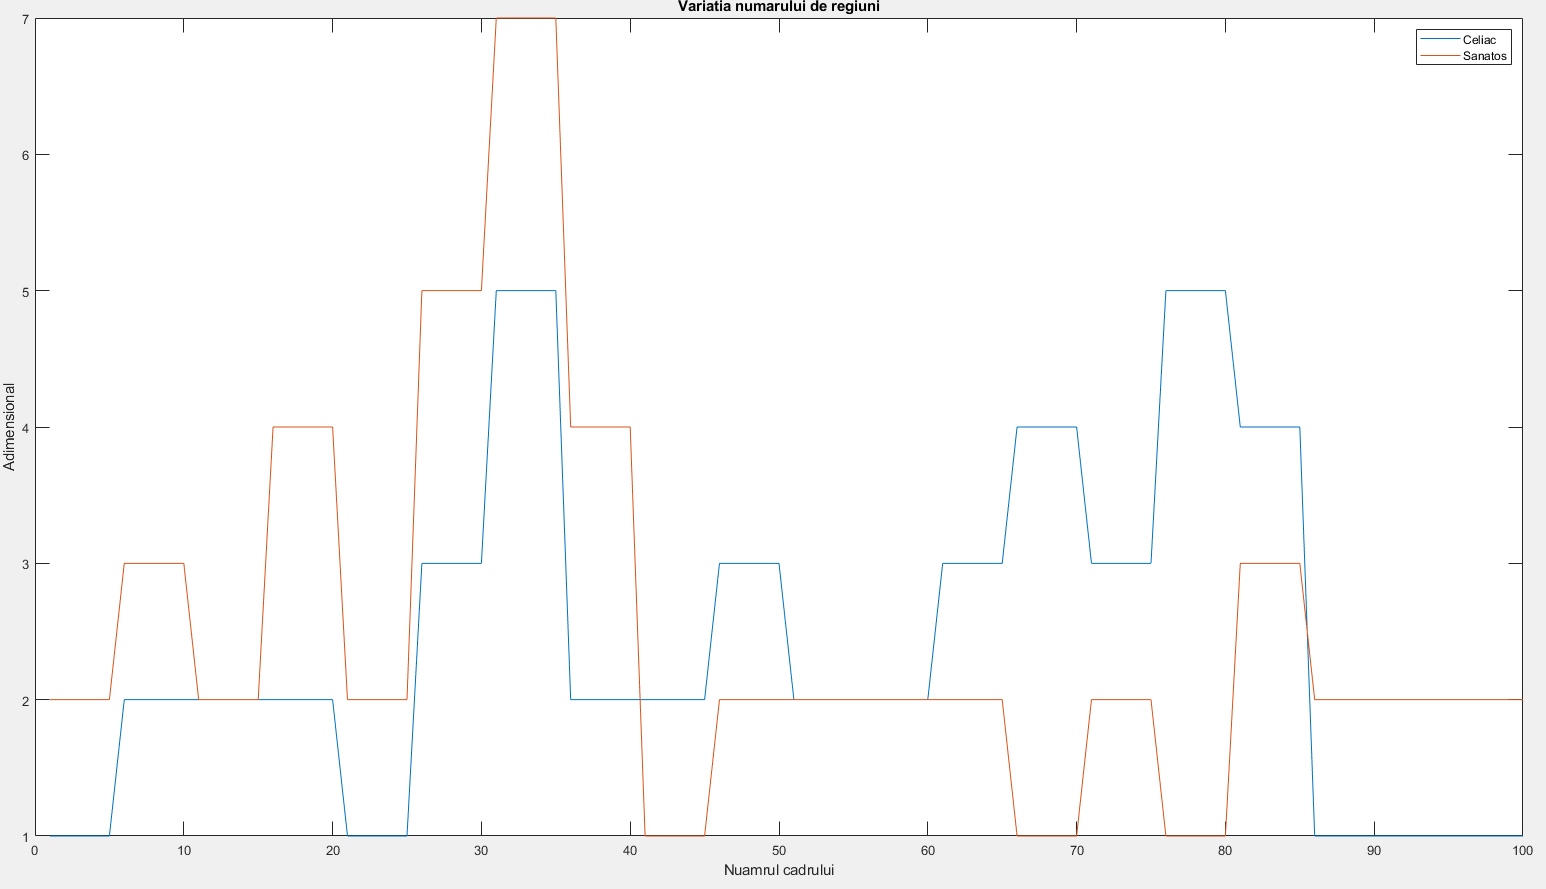 Variatia numarului de regiuni
Celiac
Sanatos
7
6
5
4
3
2
1
Adimensional
0 10 20 30 40 50 60 70 80 90 100
Nuamrul cadrului